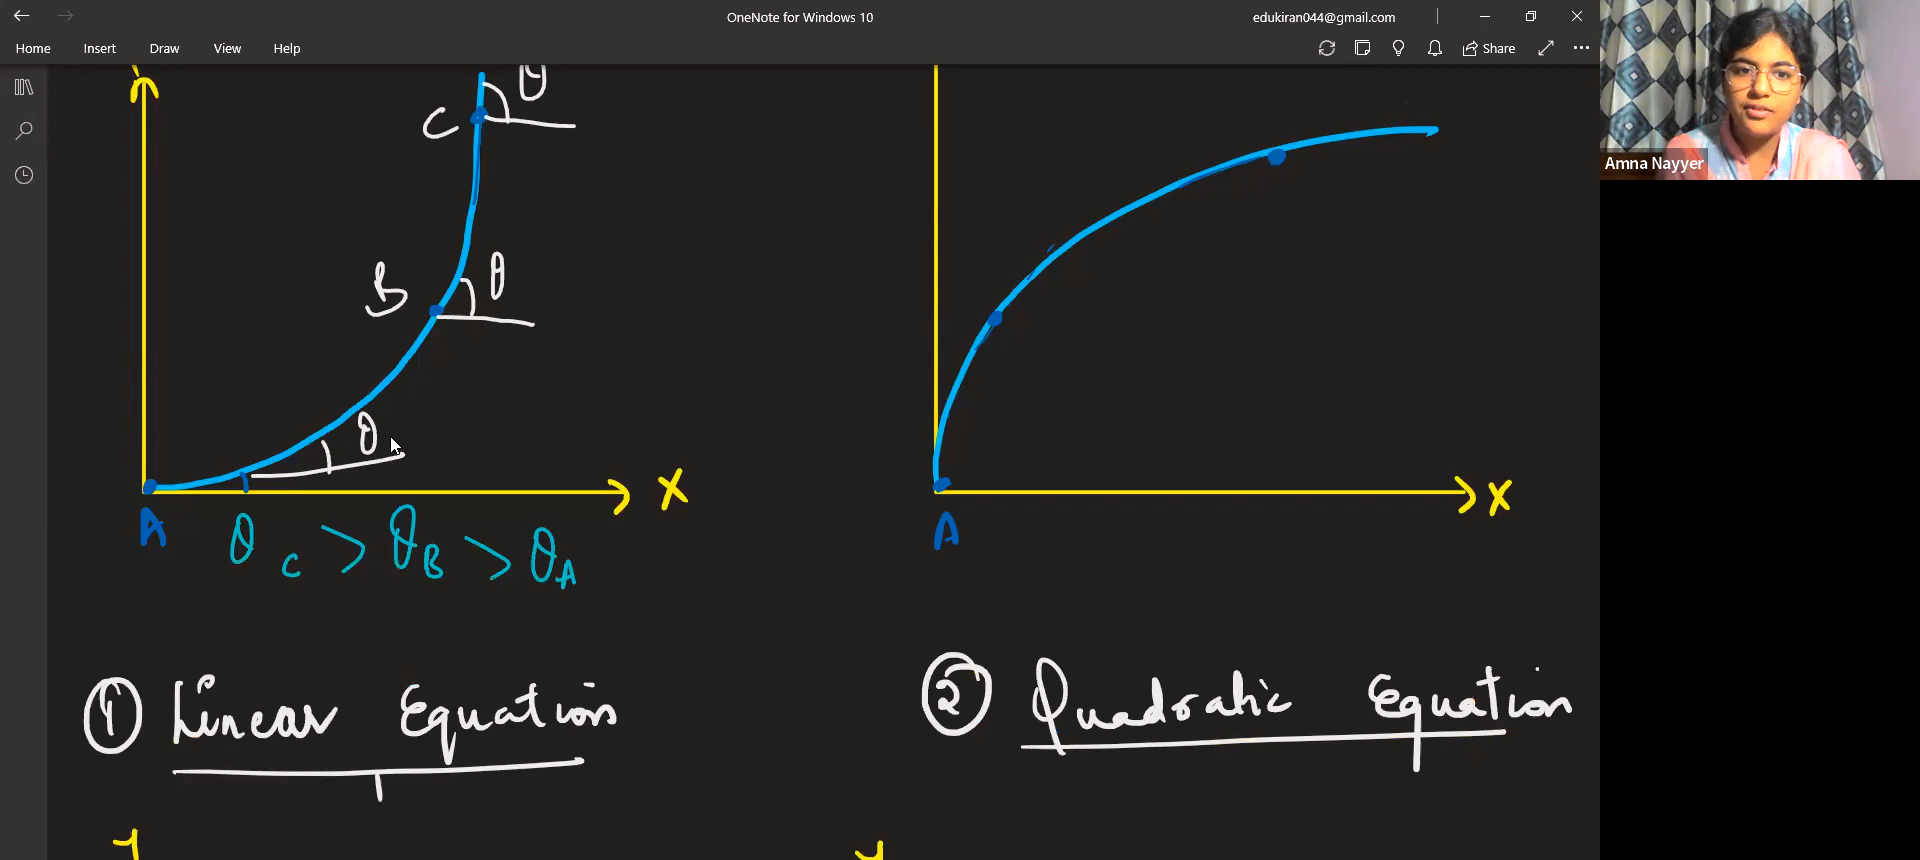 OneNote for Windows 10
edukiran044@gmail.com
Home Insert Draw View Help
Share
Amna Nayyer
θ
C
θ
B
θ
X
X
A
A
θC > θB > θA
① Linear Equation
② Quadratic Equation
Y
Y